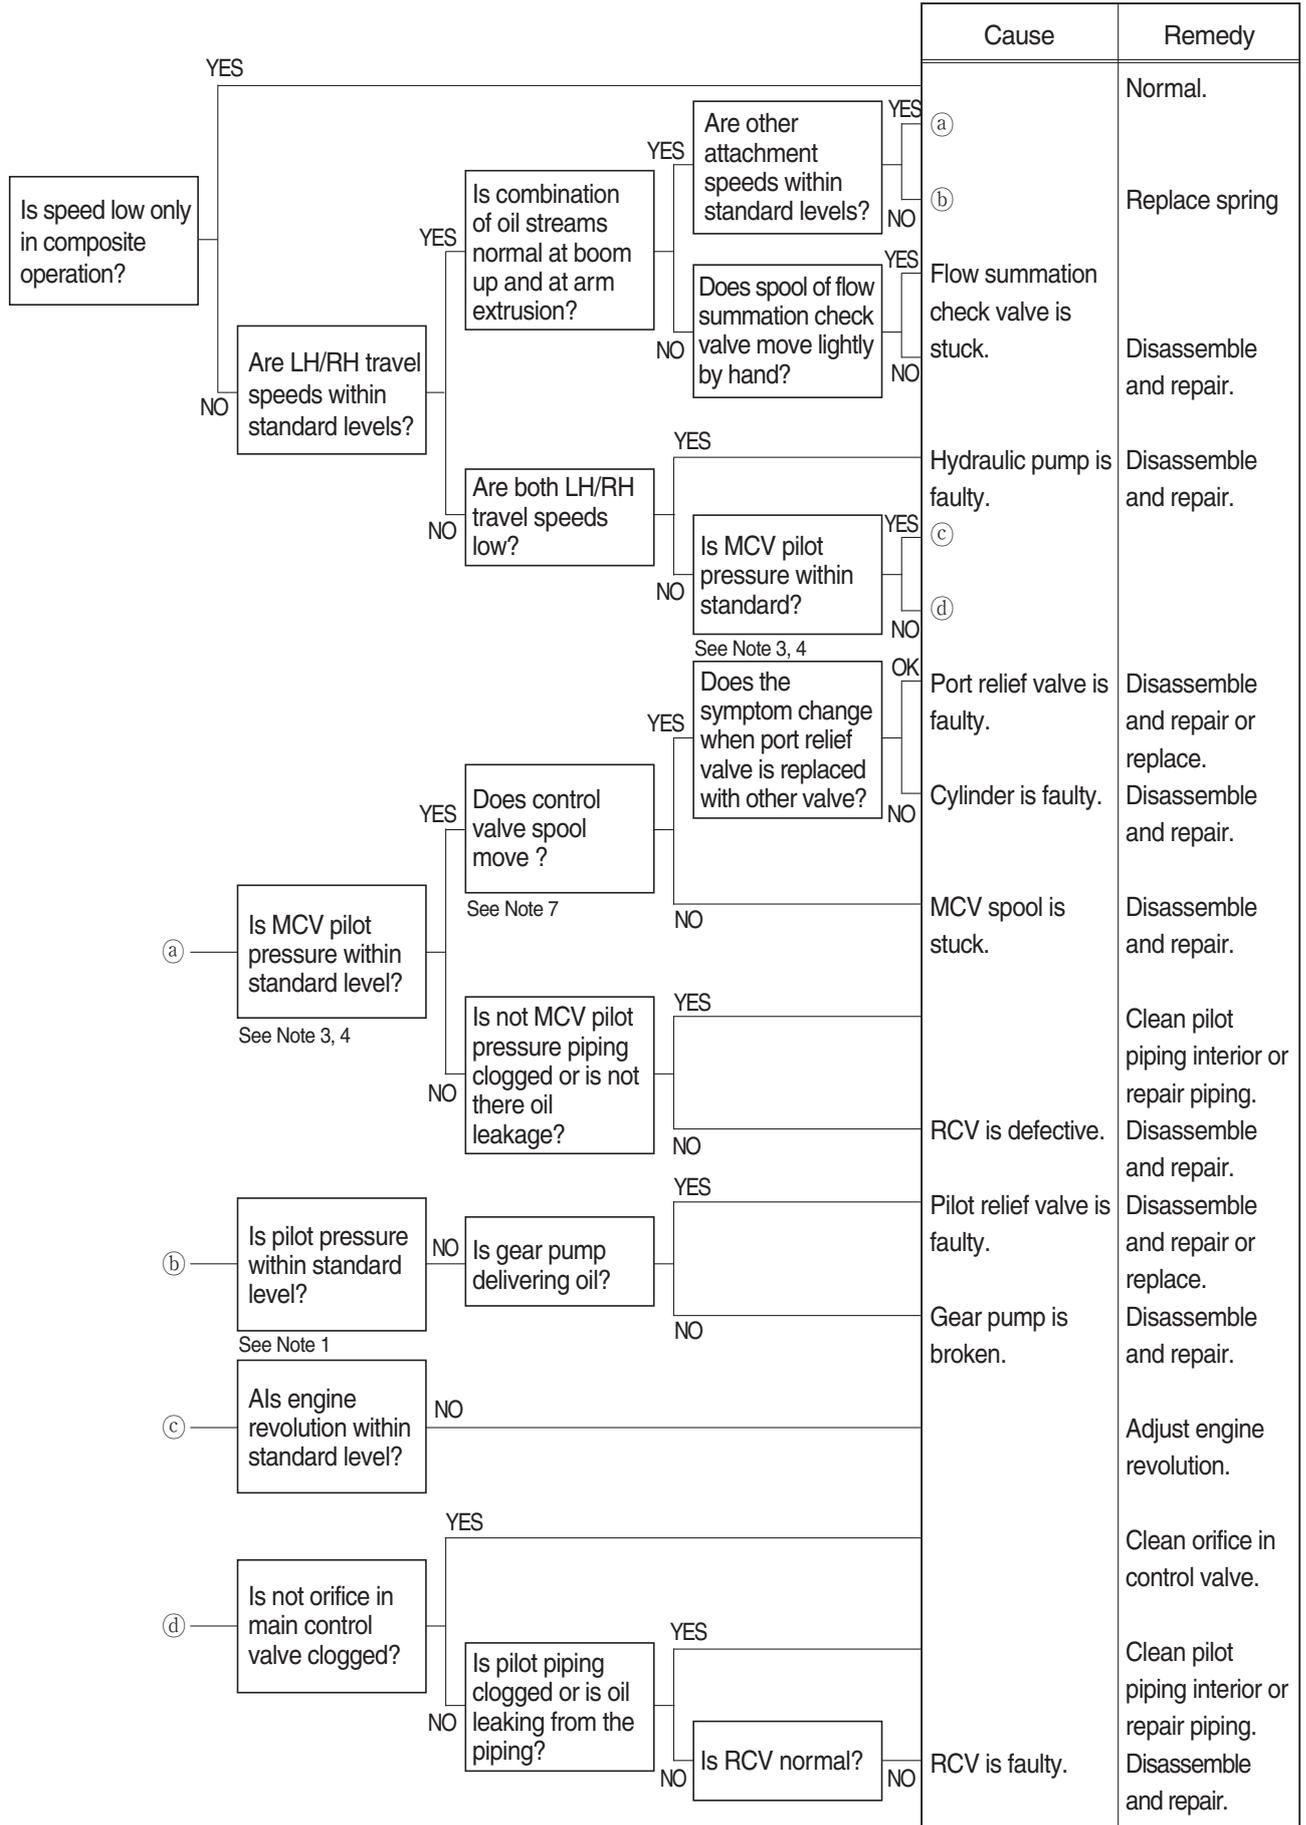 Cause
Remedy
YES
Normal.
Is speed low only
in composite
operation?
NO
Are LH/RH travel
speeds within
standard levels?
YES
Is combination
of oil streams
normal at boom
up and at arm
extrusion?
YES
Are other
attachment
speeds within
standard levels?
YES
ⓐ
NO
ⓑ
Replace spring
NO
Does spool of flow
summation check
valve move lightly
by hand?
YES
NO
Flow summation
check valve is
stuck.
Disassemble
and repair.
NO
Are both LH/RH
travel speeds
low?
YES
Hydraulic pump is
faulty.
Disassemble
and repair.
NO
Is MCV pilot
pressure within
standard?
See Note 3, 4
YES
ⓒ
NO
ⓓ
ⓐ
Is MCV pilot
pressure within
standard level?
See Note 3, 4
YES
Does control
valve spool
move ?
See Note 7
YES
Does the
symptom change
when port relief
valve is replaced
with other valve?
OK
Port relief valve is
faulty.
Disassemble
and repair or
replace.
NO
Cylinder is faulty.
Disassemble
and repair.
NO
MCV spool is
stuck.
Disassemble
and repair.
NO
Is not MCV pilot
pressure piping
clogged or is not
there oil
leakage?
YES
Clean pilot
piping interior or
repair piping.
NO
RCV is defective.
Disassemble
and repair.
ⓑ
Is pilot pressure
within standard
level?
See Note 1
NO
Is gear pump
delivering oil?
YES
Pilot relief valve is
faulty.
Disassemble
and repair or
replace.
NO
Gear pump is
broken.
Disassemble
and repair.
ⓒ
AIs engine
revolution within
standard level?
NO
Adjust engine
revolution.
ⓓ
Is not orifice in
main control
valve clogged?
YES
Clean orifice in
control valve.
NO
Is pilot piping
clogged or is oil
leaking from the
piping?
YES
Clean pilot
piping interior or
repair piping.
NO
Is RCV normal?
NO
RCV is faulty.
Disassemble
and repair.